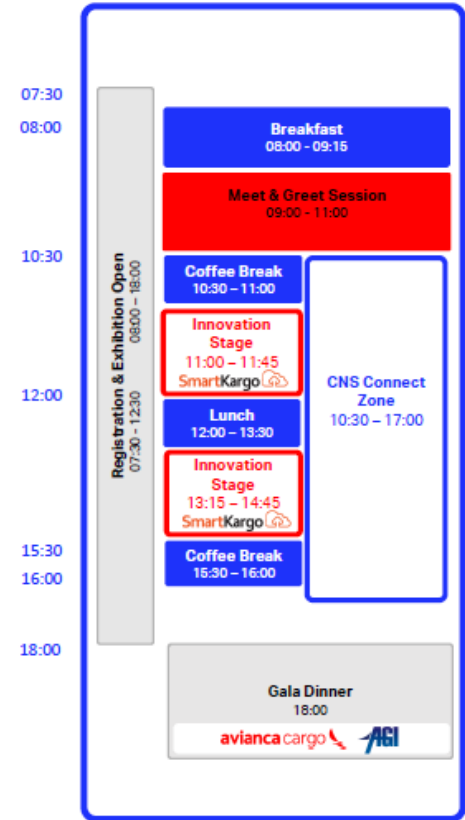 07:30
08:00
10:30
12:00
15:30
16:00
18:00
Registration & Exhibition Open
07:30 - 12:30 08:00 – 18:00
Breakfast
08:00 - 09:15
Meet & Greet Session
09:00 - 11:00
Coffee Break
10:30 – 11:00
Innovation
Stage
11:00 – 11:45
SmartKargo
Lunch
12:00 – 13:30
Innovation
Stage
13:15 – 14:45
SmartKargo
Coffee Break
15:30 – 16:00
CNS Connect
Zone
10:30 – 17:00
Gala Dinner
18:00
avianca cargo AGI